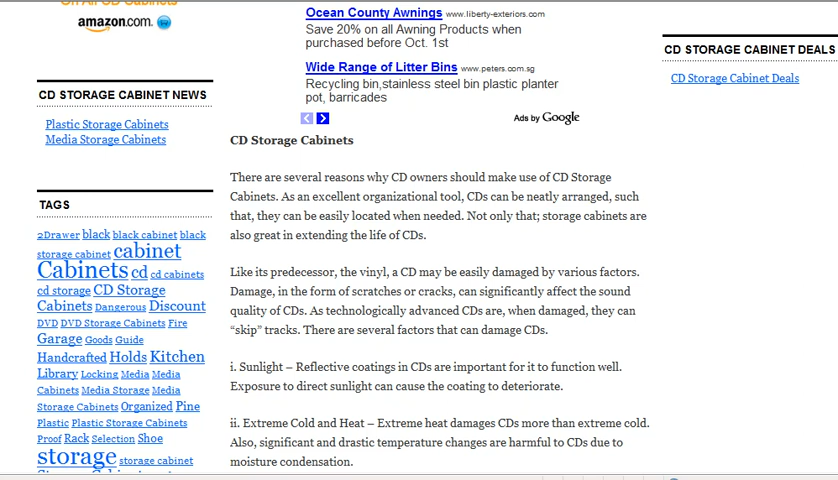 On All CD Cabinets
amazon.com
CD STORAGE CABINET NEWS
Plastic Storage Cabinets
Media Storage Cabinets
TAGS
2Drawer black black cabinet black
storage cabinet cabinet
Cabinets cd cd cabinets
cd storage CD Storage
Cabinets Dangerous Discount
DVD DVD Storage Cabinets Fire
Garage Goods Guide
Handcrafted Holds Kitchen
Library Locking Media Media
Cabinets Media Storage Media
Storage Cabinets Organized Pine
Plastic Plastic Storage Cabinets
Proof Rack Selection Shoe
storage storage cabinet
Ocean County Awnings www.liberty-exteriors.com
Save 20% on all Awning Products when
purchased before Oct. 1st
Wide Range of Litter Bins www.peters.com.sg
Recycling bin,stainless steel bin plastic planter
pot, barricades
Ads by Google
CD Storage Cabinets
There are several reasons why CD owners should make use of CD Storage
Cabinets. As an excellent organizational tool, CDs can be neatly arranged, such
that, they can be easily located when needed. Not only that; storage cabinets are
also great in extending the life of CDs.
Like its predecessor, the vinyl, a CD may be easily damaged by various factors.
Damage, in the form of scratches or cracks, can significantly affect the sound
quality of CDs. As technologically advanced CDs are, when damaged, they can
“skip” tracks. There are several factors that can damage CDs.
i. Sunlight – Reflective coatings in CDs are important for it to function well.
Exposure to direct sunlight can cause the coating to deteriorate.
ii. Extreme Cold and Heat – Extreme heat damages CDs more than extreme cold.
Also, significant and drastic temperature changes are harmful to CDs due to
moisture condensation.
CD STORAGE CABINET DEALS
CD Storage Cabinet Deals